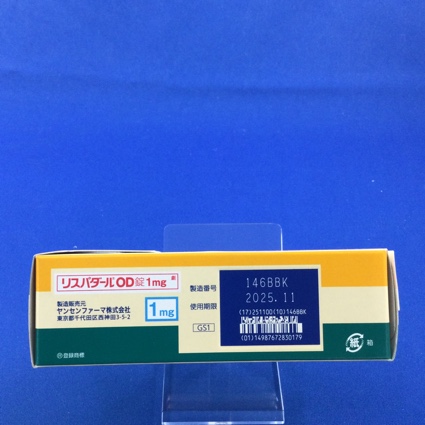 リスパダール OD錠 1mg 劇
製造販売元
ヤンセンファーマ株式会社
東京都千代田区西神田3-5-2
1mg
®登録商標
製造番号 146BBK
使用期限 2025.11
GS1
(17)251100(10)146BBK
(01)14987672830179
紙 箱